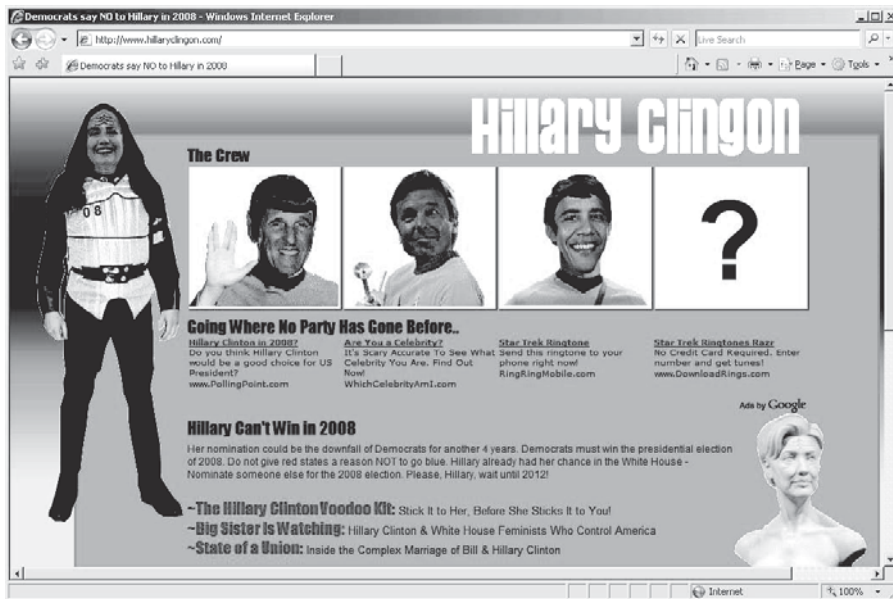 Democrats say NO to Hillary in 2008 - Windows Internet Explorer
http://www.hillaryclingon.com/
Live Search
Democrats say NO to Hillary in 2008
Page
Tools
Hillary Clingon
The Crew
08
?
Going Where No Party Has Gone Before..
Hillary Clinton in 2008?
Do you think Hillary Clinton
would be a good choice for US
President?
www.PollingPoint.com
Are You a Celebrity?
It's Scary Accurate To See What
Celebrity You Are. Find Out
Now!
WhichCelebrityAmI.com
Star Trek Ringtone
Send this ringtone to your
phone right now!
RingRingMobile.com
Star Trek Ringtones Razr
No Credit Card Required. Enter
number and get tunes!
www.DownloadRings.com
Ads by Google
Hillary Can't Win in 2008
Her nomination could be the downfall of Democrats for another 4 years. Democrats must win the presidential election
of 2008. Do not give red states a reason NOT to go blue. Hillary already had her chance in the White House -
Nominate someone else for the 2008 election. Please, Hillary, wait until 2012!
~The Hillary Clinton Voodoo Kit: Stick It to Her, Before She Sticks It to You!
~Big Sister Is Watching: Hillary Clinton & White House Feminists Who Control America
~State of a Union: Inside the Complex Marriage of Bill & Hillary Clinton
Internet
100%